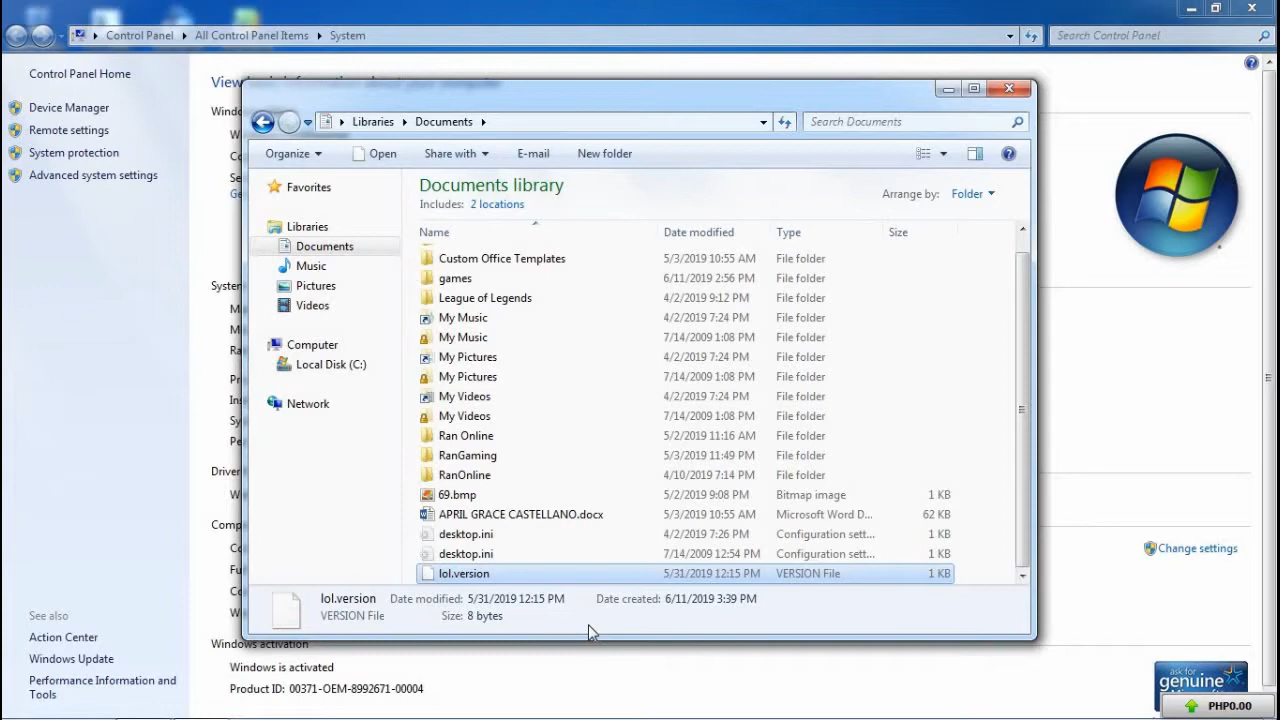 Control Panel ▸ All Control Panel Items ▸ System
Search Control Panel
Control Panel Home
Device Manager
Remote settings
System protection
Advanced system settings
View
Windo
Libraries ▸ Documents ▸
Search Documents
Organize
Open
Share with
E-mail
New folder
Favorites
Libraries
Documents
Music
Pictures
Videos
Computer
Local Disk (C:)
Network
Documents library
Includes: 2 locations
Arrange by: Folder
Name Date modified Type Size
Custom Office Templates 5/3/2019 10:55 AM File folder
games 6/11/2019 2:56 PM File folder
League of Legends 4/2/2019 9:12 PM File folder
My Music 4/2/2019 7:24 PM File folder
My Music 7/14/2009 1:08 PM File folder
My Pictures 4/2/2019 7:24 PM File folder
My Pictures 7/14/2009 1:08 PM File folder
My Videos 4/2/2019 7:24 PM File folder
My Videos 7/14/2009 1:08 PM File folder
Ran Online 5/2/2019 11:16 AM File folder
RanGaming 5/3/2019 11:49 PM File folder
RanOnline 4/10/2019 7:14 PM File folder
69.bmp 5/2/2019 9:08 PM Bitmap image 1 KB
APRIL GRACE CASTELLANO.docx 5/3/2019 10:55 AM Microsoft Word D... 62 KB
desktop.ini 4/2/2019 7:26 PM Configuration sett... 1 KB
desktop.ini 7/14/2009 12:54 PM Configuration sett... 1 KB
lol.version 5/31/2019 12:15 PM VERSION File 1 KB
lol.version Date modified: 5/31/2019 12:15 PM Date created: 6/11/2019 3:39 PM
VERSION File Size: 8 bytes
Syster
Driver
Comp
Change settings
See also
Action Center
Windows Update
Performance Information and
Tools
Windows activation
Windows is activated
Product ID: 00371-OEM-8992671-00004
ask for
genuine
Microsoft
PHP0.00